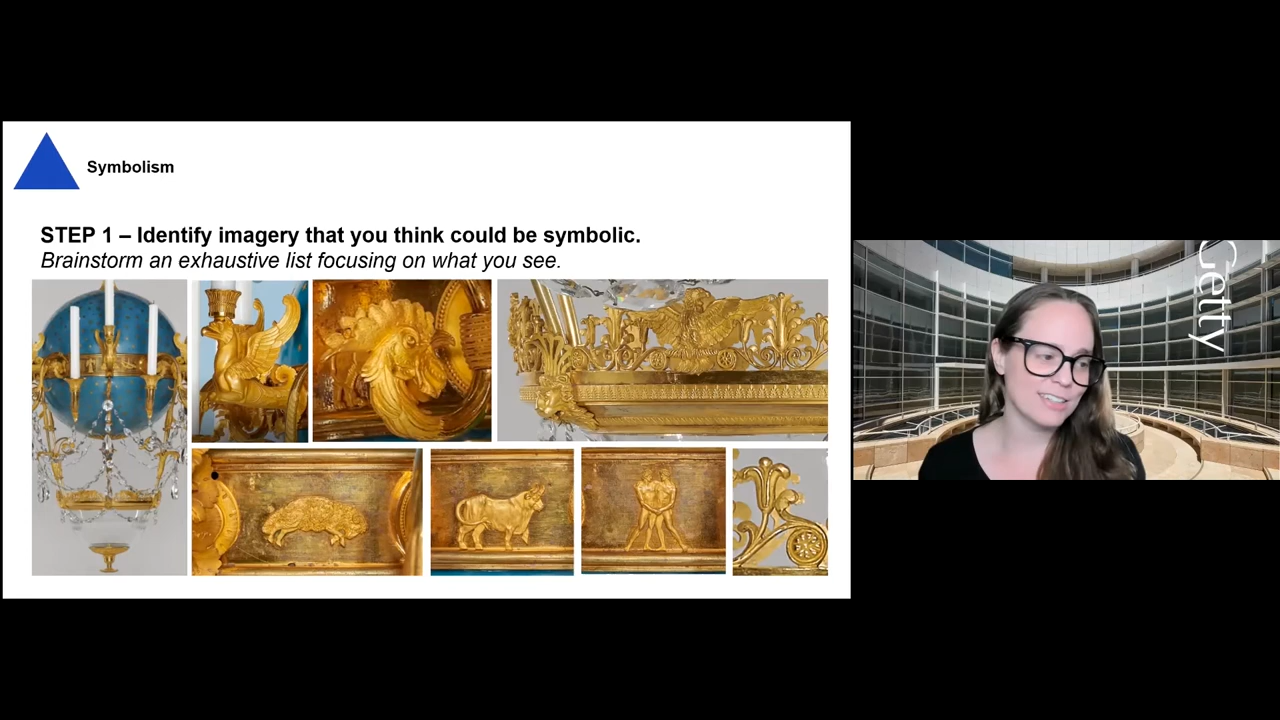 Symbolism
STEP 1 – Identify imagery that you think could be symbolic.
Brainstorm an exhaustive list focusing on what you see.
Getty